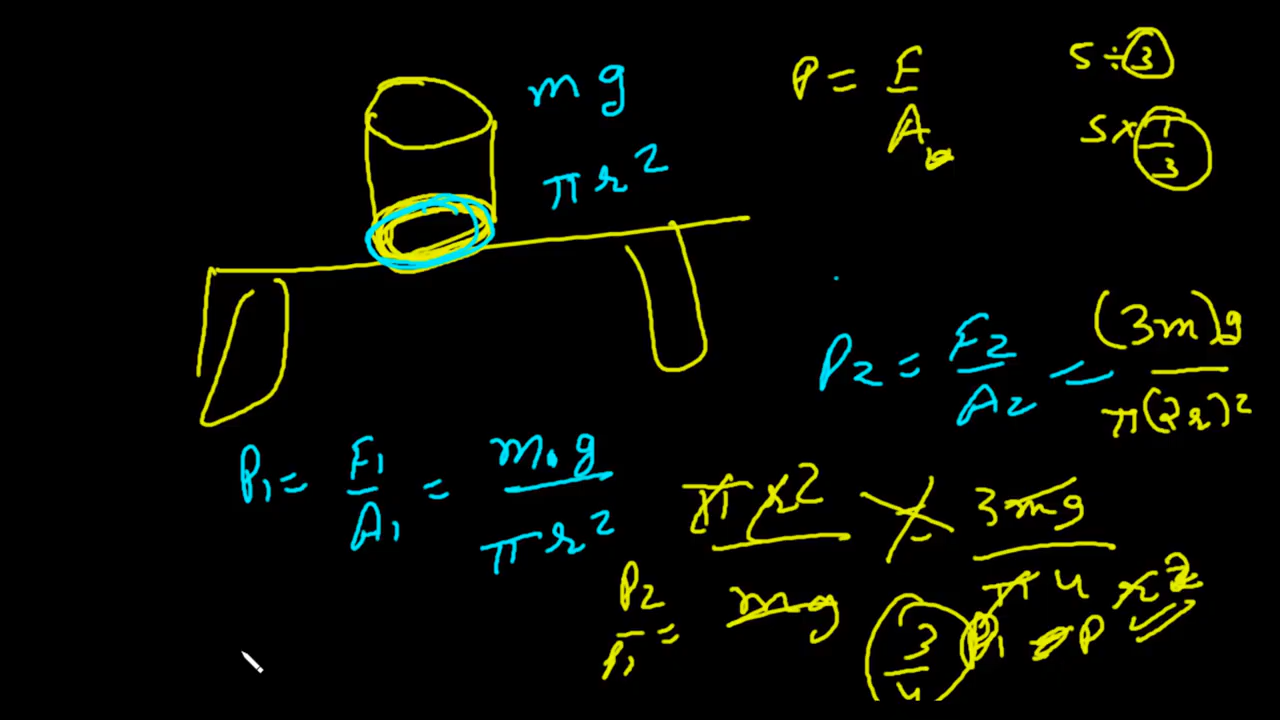 mg
πr²
P = F/A
5 ÷ 3
5 × 1/3
P₂ = F₂/A₂ = (3m)g/π(2r)²
P₁ = F₁/A₁ = m.g/πr²
P₂/P₁ = πr²/mg × 3mg/π4r²
3/4 P₁ P